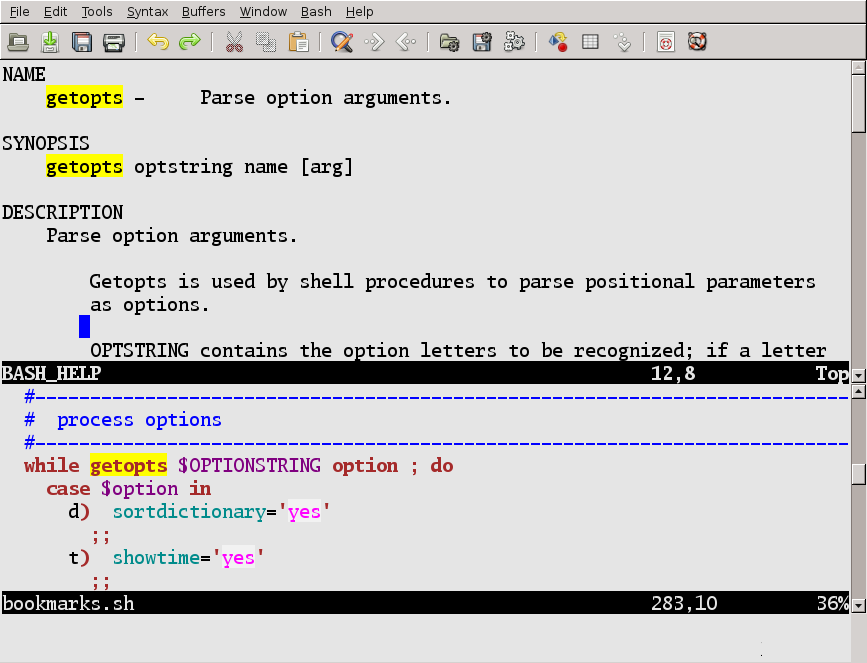 File Edit Tools Syntax Buffers Window Bash Help
NAME
    getopts -     Parse option arguments.
SYNOPSIS
    getopts optstring name [arg]
DESCRIPTION
    Parse option arguments.
        Getopts is used by shell procedures to parse positional parameters
        as options.
        OPTSTRING contains the option letters to be recognized; if a letter
BASH_HELP 12,8 Top
  #--------------------------------------------------------------------------
  #  process options
  #--------------------------------------------------------------------------
  while getopts $OPTIONSTRING option ; do
    case $option in
      d)  sortdictionary='yes'
        ;;
      t)  showtime='yes'
        ;;
bookmarks.sh 283,10 36%